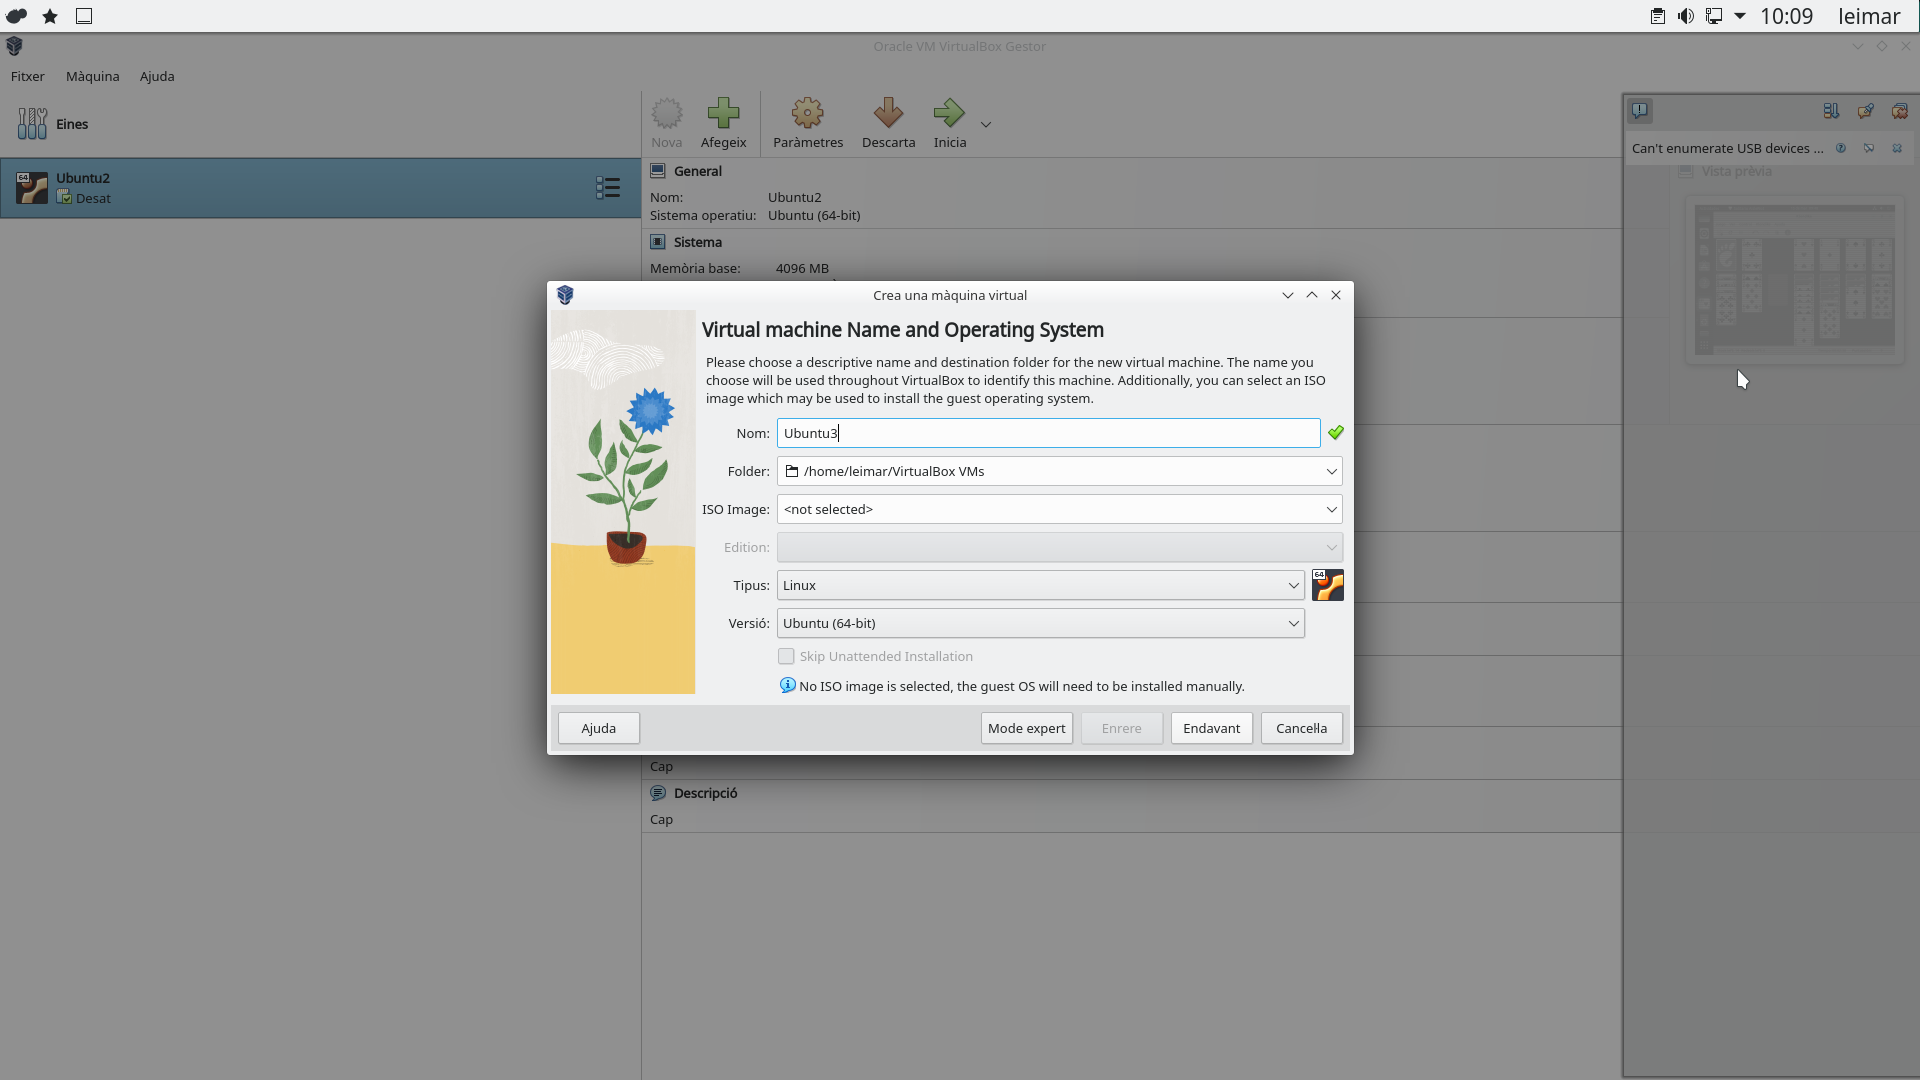 10:09 leimar
Oracle VM VirtualBox Gestor
Fitxer Màquina Ajuda
Eines
Nova Afegeix Paràmetres Descarta Inicia
Can't enumerate USB devices ...
64 Ubuntu2
Desat
General
Nom: Ubuntu2
Sistema operatiu: Ubuntu (64-bit)
Vista prèvia
Sistema
Memòria base: 4096 MB
Crea una màquina virtual
Virtual machine Name and Operating System
Please choose a descriptive name and destination folder for the new virtual machine. The name you
choose will be used throughout VirtualBox to identify this machine. Additionally, you can select an ISO
image which may be used to install the guest operating system.
Nom: Ubuntu3
Folder: /home/leimar/VirtualBox VMs
ISO Image: <not selected>
Edition:
Tipus: Linux 64
Versió: Ubuntu (64-bit)
Skip Unattended Installation
No ISO image is selected, the guest OS will need to be installed manually.
Ajuda Mode expert Enrere Endavant Cancel·la
Cap
Descripció
Cap